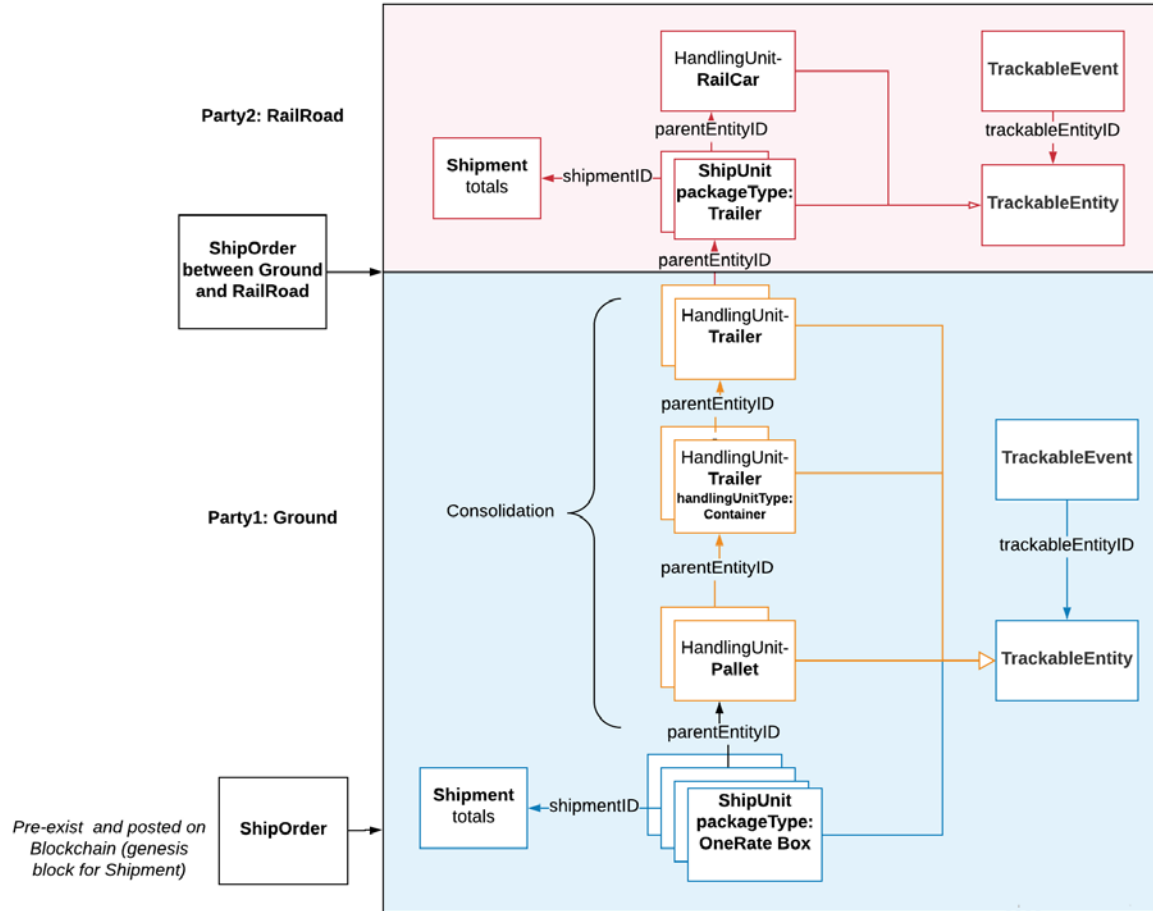 HandlingUnit-
RailCar
TrackableEvent
Party2: RailRoad
parentEntityID
trackableEntityID
Shipment
totals
shipmentID
ShipUnit
packageType:
Trailer
TrackableEntity
ShipOrder
between Ground
and RailRoad
parentEntityID
HandlingUnit-
Trailer
parentEntityID
HandlingUnit-
Trailer
handlingUnitType:
Container
TrackableEvent
Consolidation
Party1: Ground
trackableEntityID
parentEntityID
HandlingUnit-
Pallet
TrackableEntity
parentEntityID
Shipment
totals
shipmentID
ShipUnit
packageType:
OneRate Box
Pre-exist and posted on
Blockchain (genesis
block for Shipment)
ShipOrder